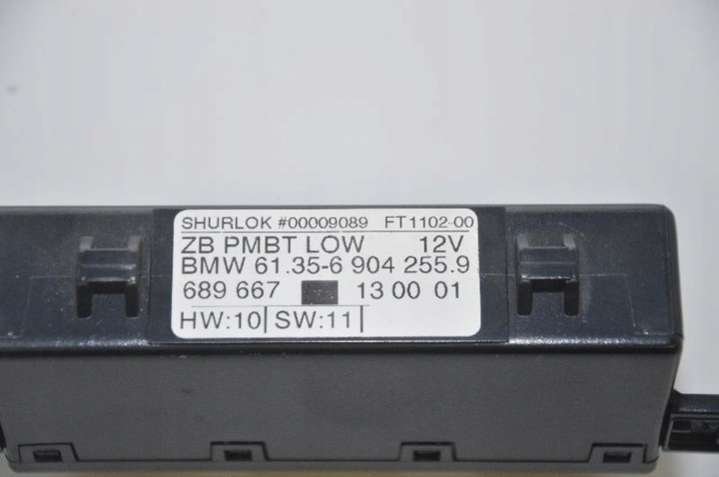 SHURLOK #00009089 FT1102-00
ZB PMBT LOW 12V
BMW 61.35-6 904 255.9
689 667 13 00 01
HW:10| SW:11|